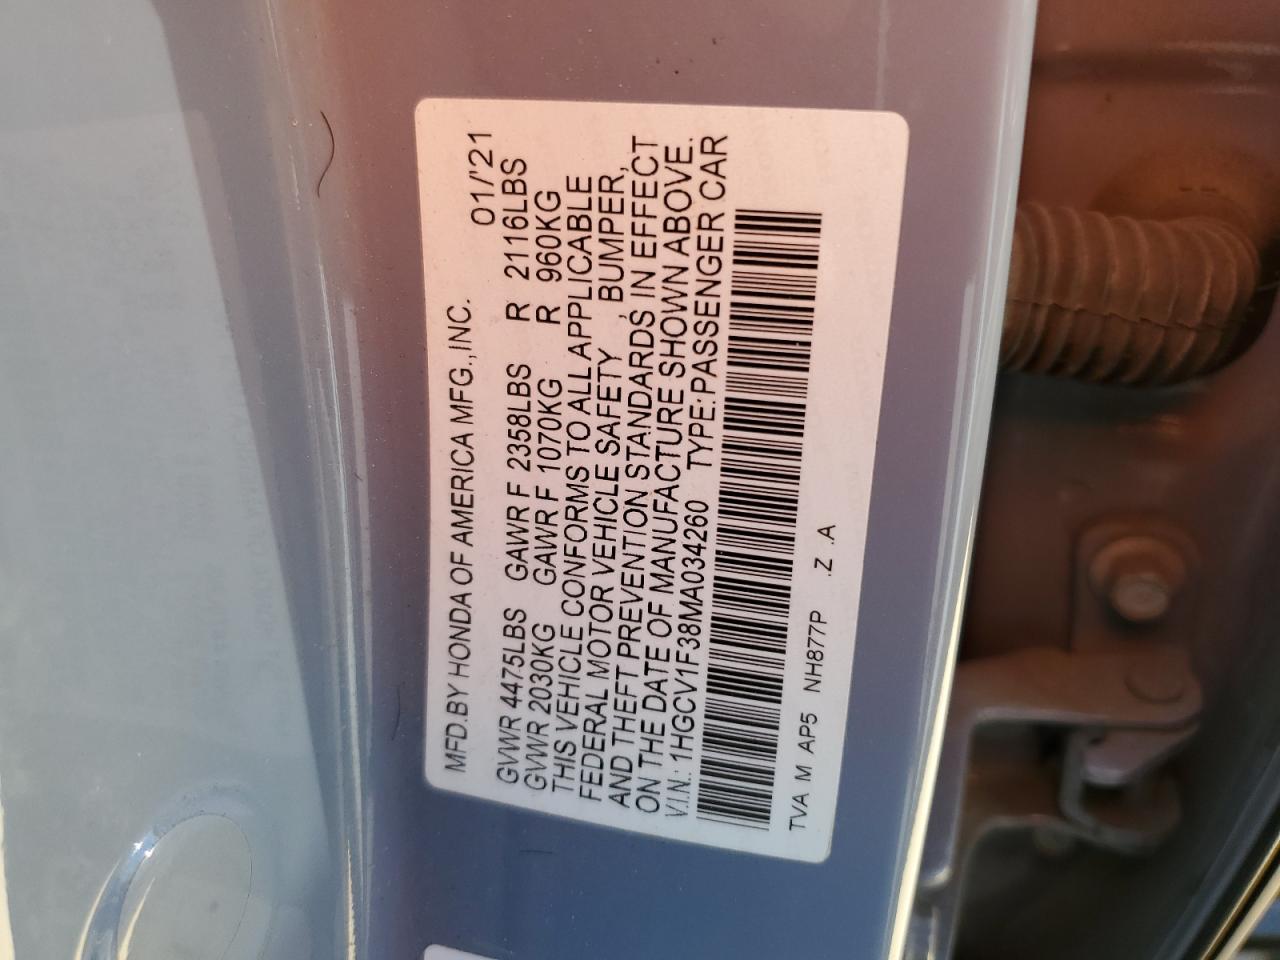 MFD.BY HONDA OF AMERICA MFG.,INC. 01/'21
GVWR 4475LBS GAWR F 2358LBS R 2116LBS
GVWR 2030KG GAWR F 1070KG R 960KG
THIS VEHICLE CONFORMS TO ALL APPLICABLE
FEDERAL MOTOR VEHICLE SAFETY, BUMPER,
AND THEFT PREVENTION STANDARDS, IN EFFECT
ON THE DATE OF MANUFACTURE SHOWN ABOVE.
V.I.N.: 1HGCV1F38MA034260 TYPE:PASSENGER CAR
TVA M AP5 NH877P .Z .A